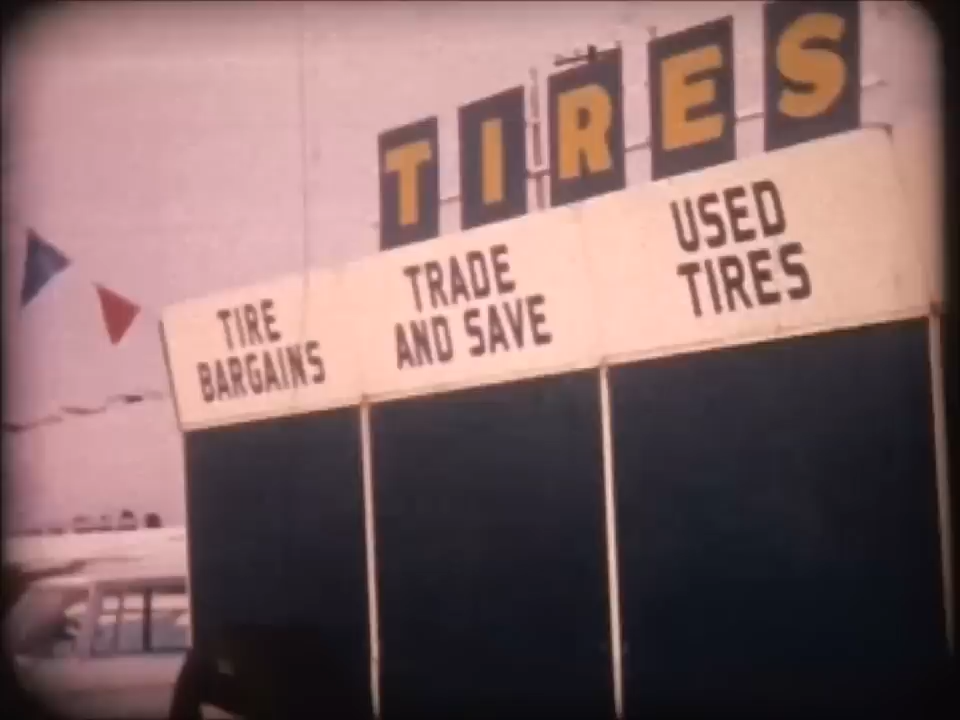 TIRES
TIRE
BARGAINS
TRADE
AND SAVE
USED
TIRES